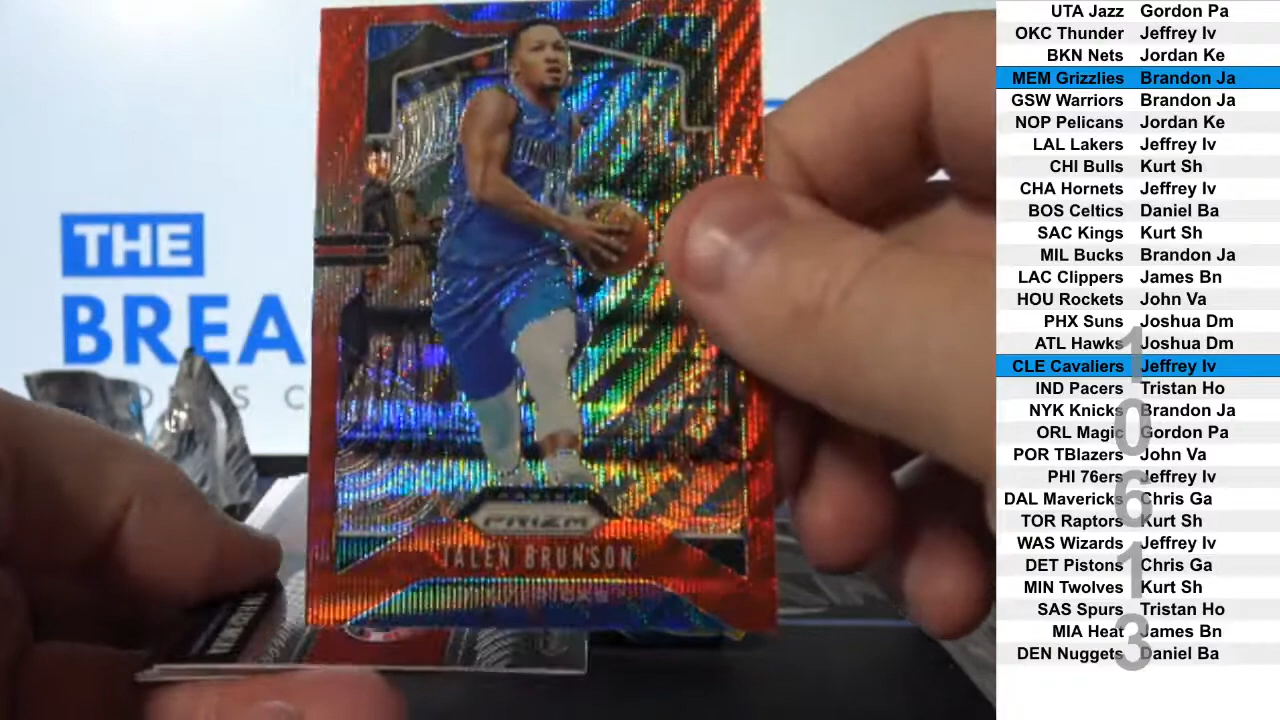 THE
BREA
PRIZM
JALEN BRUNSON
UTA Jazz Gordon Pa
OKC Thunder Jeffrey Iv
BKN Nets Jordan Ke
MEM Grizzlies Brandon Ja
GSW Warriors Brandon Ja
NOP Pelicans Jordan Ke
LAL Lakers Jeffrey Iv
CHI Bulls Kurt Sh
CHA Hornets Jeffrey Iv
BOS Celtics Daniel Ba
SAC Kings Kurt Sh
MIL Bucks Brandon Ja
LAC Clippers James Bn
HOU Rockets John Va
PHX Suns Joshua Dm
ATL Hawks Joshua Dm
CLE Cavaliers Jeffrey Iv
IND Pacers Tristan Ho
NYK Knicks Brandon Ja
ORL Magic Gordon Pa
POR TBlazers John Va
PHI 76ers Jeffrey Iv
DAL Mavericks Chris Ga
TOR Raptors Kurt Sh
WAS Wizards Jeffrey Iv
DET Pistons Chris Ga
MIN Twolves Kurt Sh
SAS Spurs Tristan Ho
MIA Heat James Bn
DEN Nuggets Daniel Ba
1
0
6
1
3